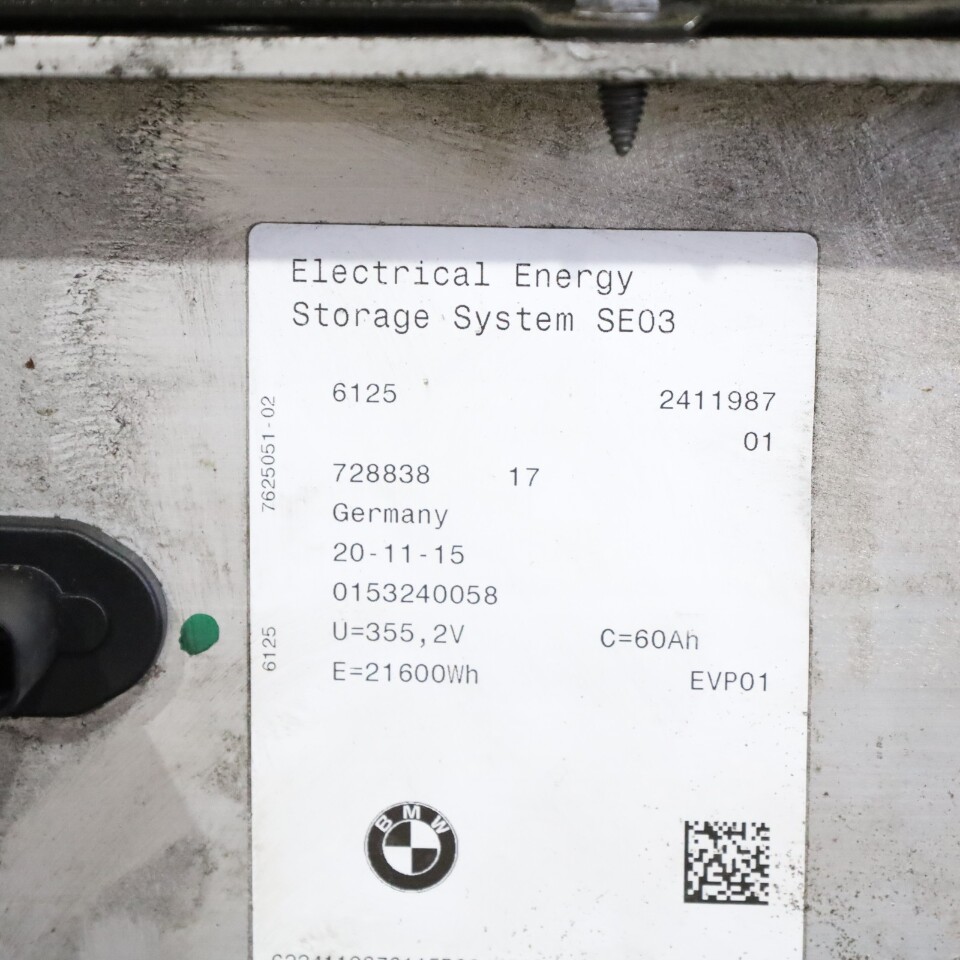 Electrical Energy
Storage System SE03
6125 2411987
01
728838 17
Germany
20-11-15
0153240058
U=355,2V C=60Ah
E=21600Wh EVP01
7625051-02
6125
BMW